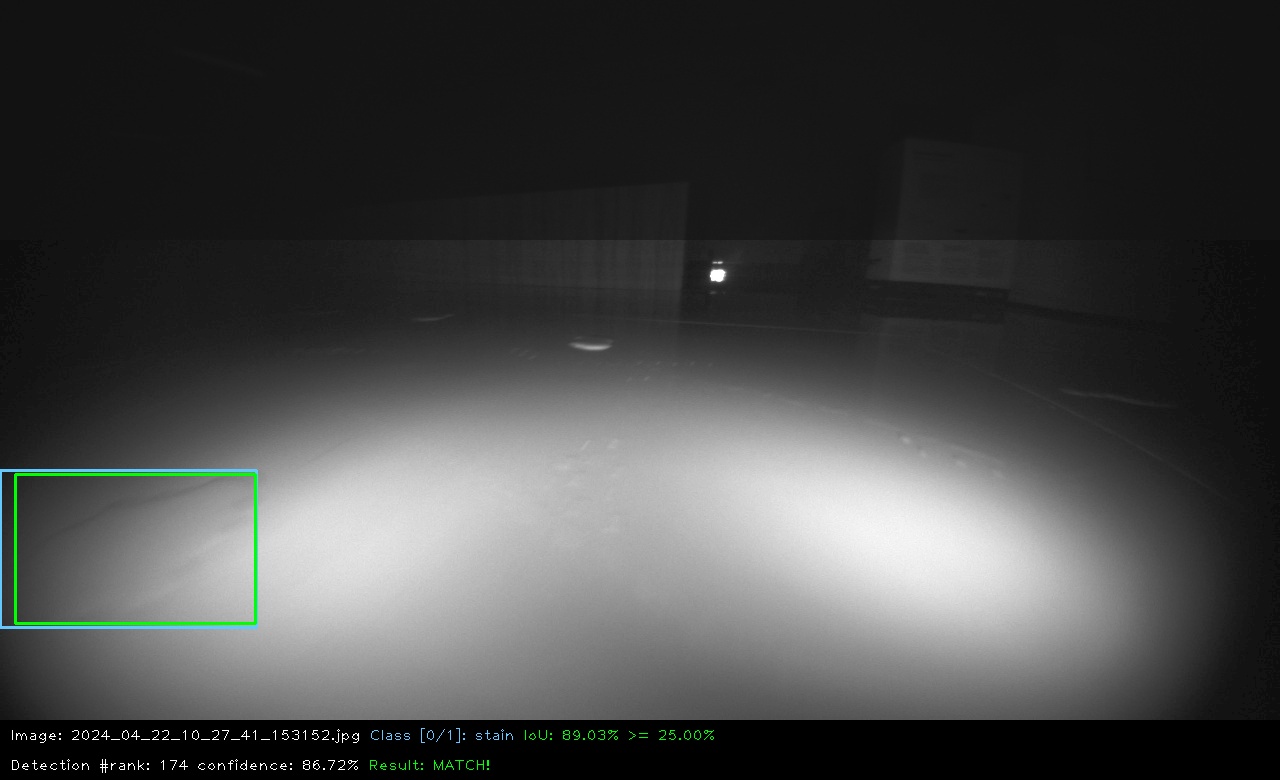 Image: 2024_04_22_10_27_41_153152.jpg Class [0/1]: stain IoU: 89.03% >= 25.00%
Detection #rank: 174 confidence: 86.72% Result: MATCH!